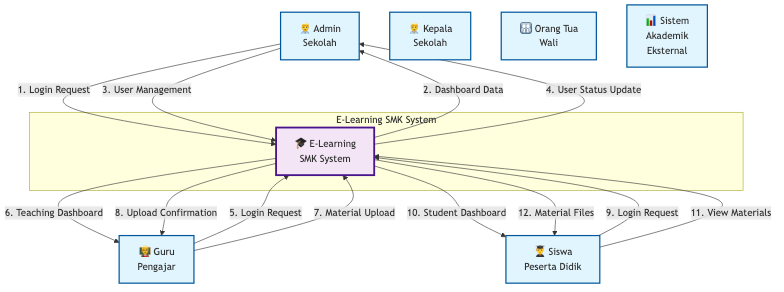 Admin
Sekolah
Kepala
Sekolah
Orang Tua
Wali
Sistem
Akademik
Eksternal
1. Login Request
3. User Management
2. Dashboard Data
4. User Status Update
E-Learning SMK System
E-Learning
SMK System
6. Teaching Dashboard
8. Upload Confirmation
5. Login Request
7. Material Upload
10. Student Dashboard
12. Material Files
9. Login Request
11. View Materials
Guru
Pengajar
Siswa
Peserta Didik